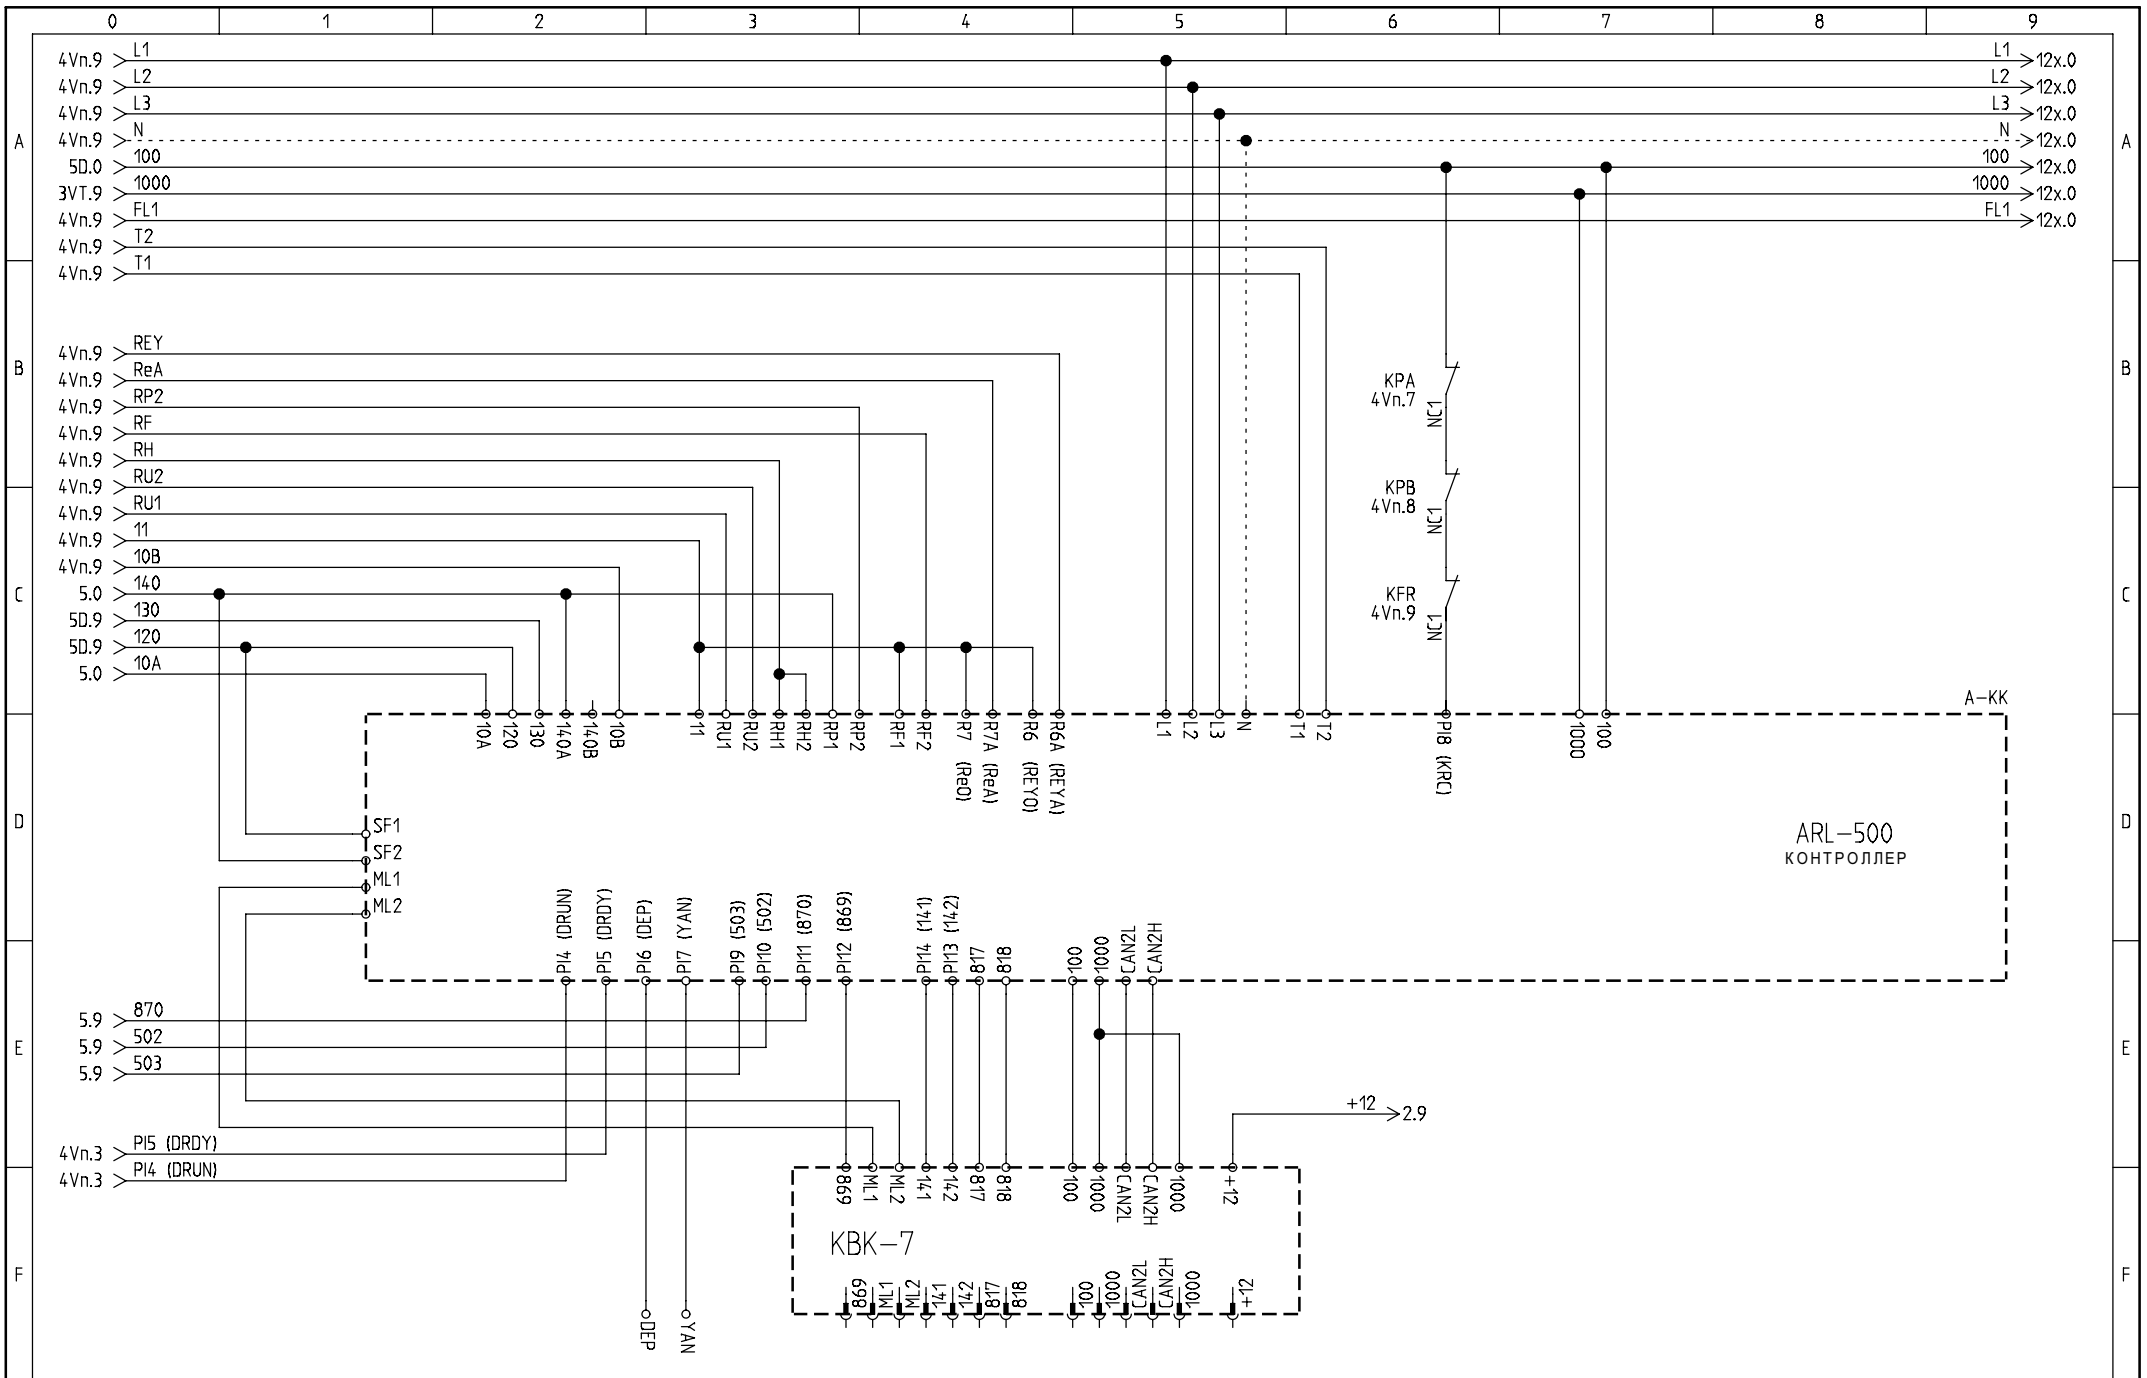 0 1 2 3 4 5 6 7 8 9
4Vn.9 L1 L1 12x.0
4Vn.9 L2 L2 12x.0
4Vn.9 L3 L3 12x.0
A 4Vn.9 N N 12x.0 A
5D.0 100 100 12x.0
3VT.9 1000 1000 12x.0
4Vn.9 FL1 FL1 12x.0
4Vn.9 T2
4Vn.9 T1
4Vn.9 REY
B B
4Vn.9 ReA
KPA
4Vn.7
NC1
4Vn.9 RP2
4Vn.9 RF
4Vn.9 RH
4Vn.9 RU2
KPB
4Vn.8
NC1
4Vn.9 RU1
4Vn.9 11
4Vn.9 10B
C 5.0 140 C
KFR
4Vn.9
NC1
5D.9 130
5D.9 120
5.0 10A
A-KK
10A 120 130 140A 140B 10B 11 RU1 RU2 RH1 RH2 RP1 RP2 RF1 RF2 R7 (ReO) R7A (ReA) R6 (REYO) R6A (REYA) L1 L2 L3 N T1 T2 PI8 (KRC) 1000 100
D D
SF1
SF2
ML1
ML2
ARL-500
КОНТРОЛЛЕР
PI4 (DRUN) PI5 (DRDY) PI6 (DEP) PI7 (YAN) PI9 (503) PI10 (502) PI11 (870) PI12 (869) PI14 (141) PI13 (142) 817 818 100 1000 CAN2L CAN2H
5.9 870
E 5.9 502 E
5.9 503
+12 2.9
4Vn.3 PI5 (DRDY)
4Vn.3 PI4 (DRUN)
869 ML1 ML2 141 142 817 818 100 1000 CAN2L CAN2H 1000 +12
KBK-7
F F
869 ML1 ML2 141 142 817 818 100 1000 CAN2L CAN2H 1000 +12
DEP YAN